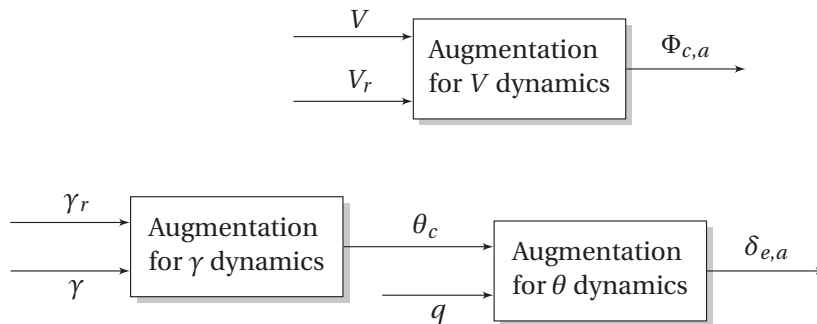 V
V_r
Augmentation
for V dynamics
Φ_{c,a}
γ_r
γ
Augmentation
for γ dynamics
θ_c
q
Augmentation
for θ dynamics
δ_{e,a}